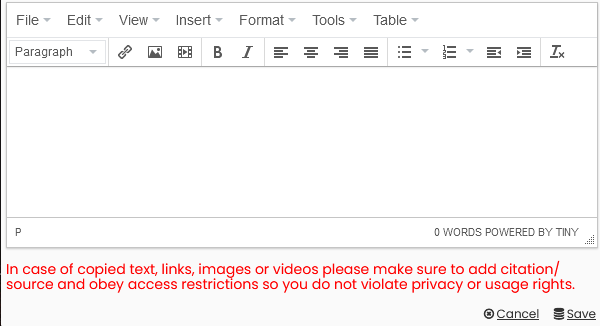 File Edit View Insert Format Tools Table
Paragraph B I
P 0 WORDS POWERED BY TINY
In case of copied text, links, images or videos please make sure to add citation/
source and obey access restrictions so you do not violate privacy or usage rights.
Cancel Save